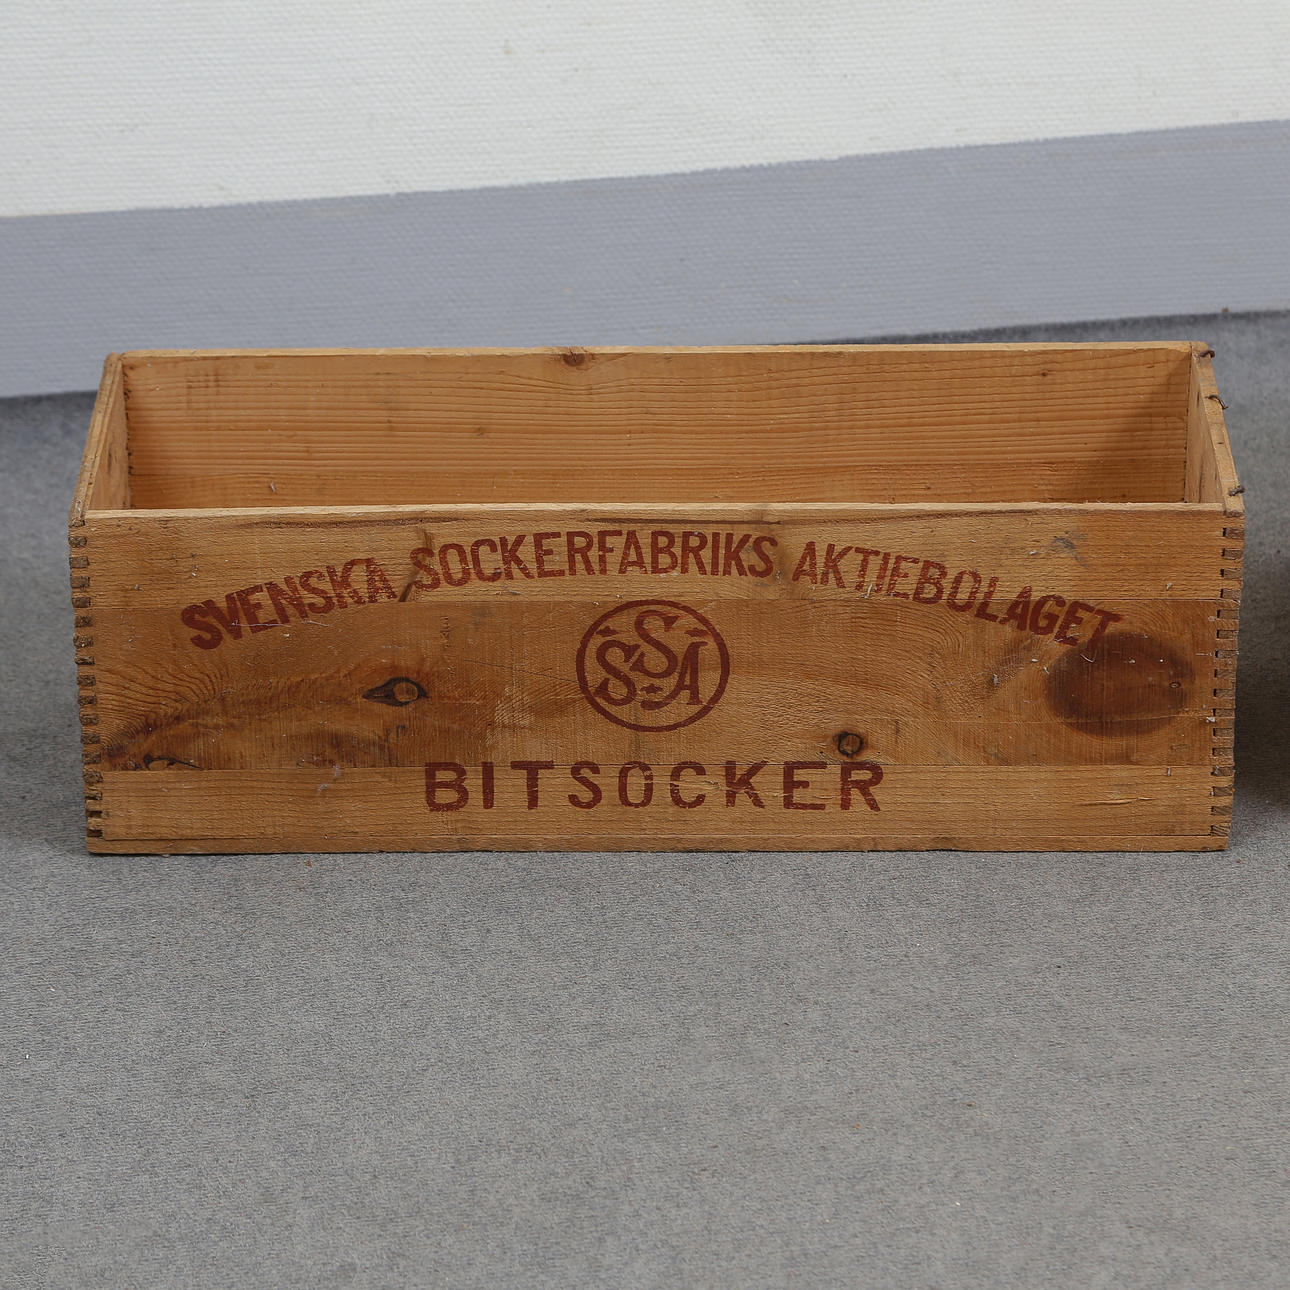 SVENSKA SOCKERFABRIKS AKTIEBOLAGET
SSA
BITSOCKER